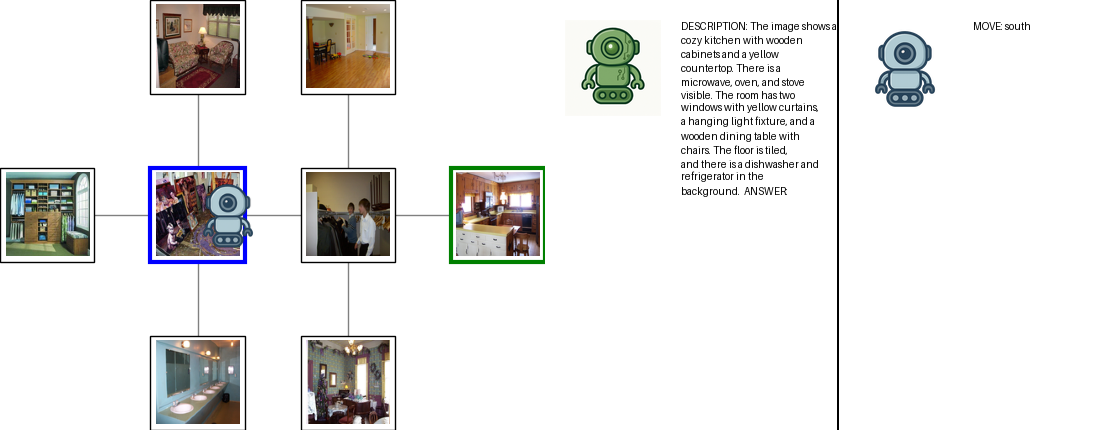 DESCRIPTION: The image shows a
cozy kitchen with wooden
cabinets and a yellow
countertop. There is a
microwave, oven, and stove
visible. The room has two
windows with yellow curtains,
a hanging light fixture, and a
wooden dining table with
chairs. The floor is tiled,
and there is a dishwasher and
refrigerator in the
background. ANSWER:
MOVE: south